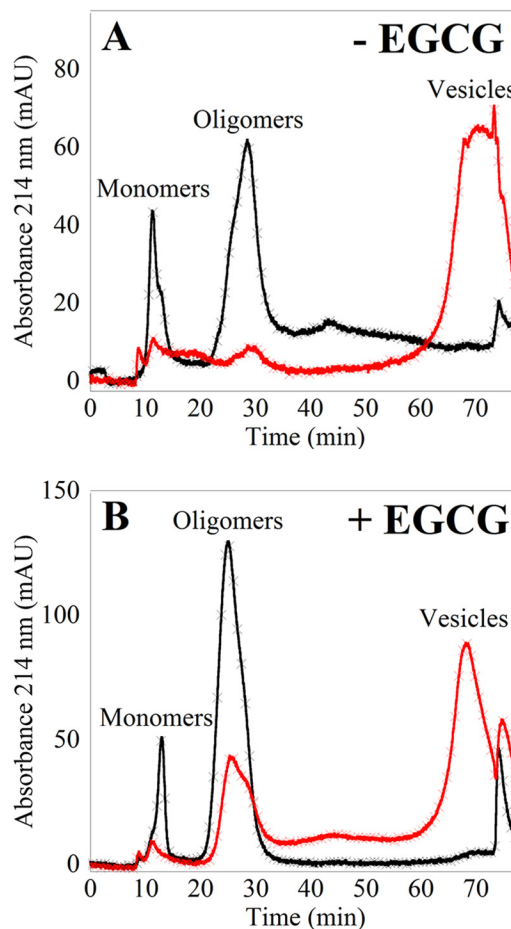 A
- EGCG
Vesicles
Oligomers
Monomers
Absorbance 214 nm (mAU)
80
60
40
20
0
0 10 20 30 40 50 60 70
Time (min)
B
+ EGCG
Oligomers
Vesicles
Monomers
Absorbance 214 nm (mAU)
150
100
50
0
0 10 20 30 40 50 60 70
Time (min)